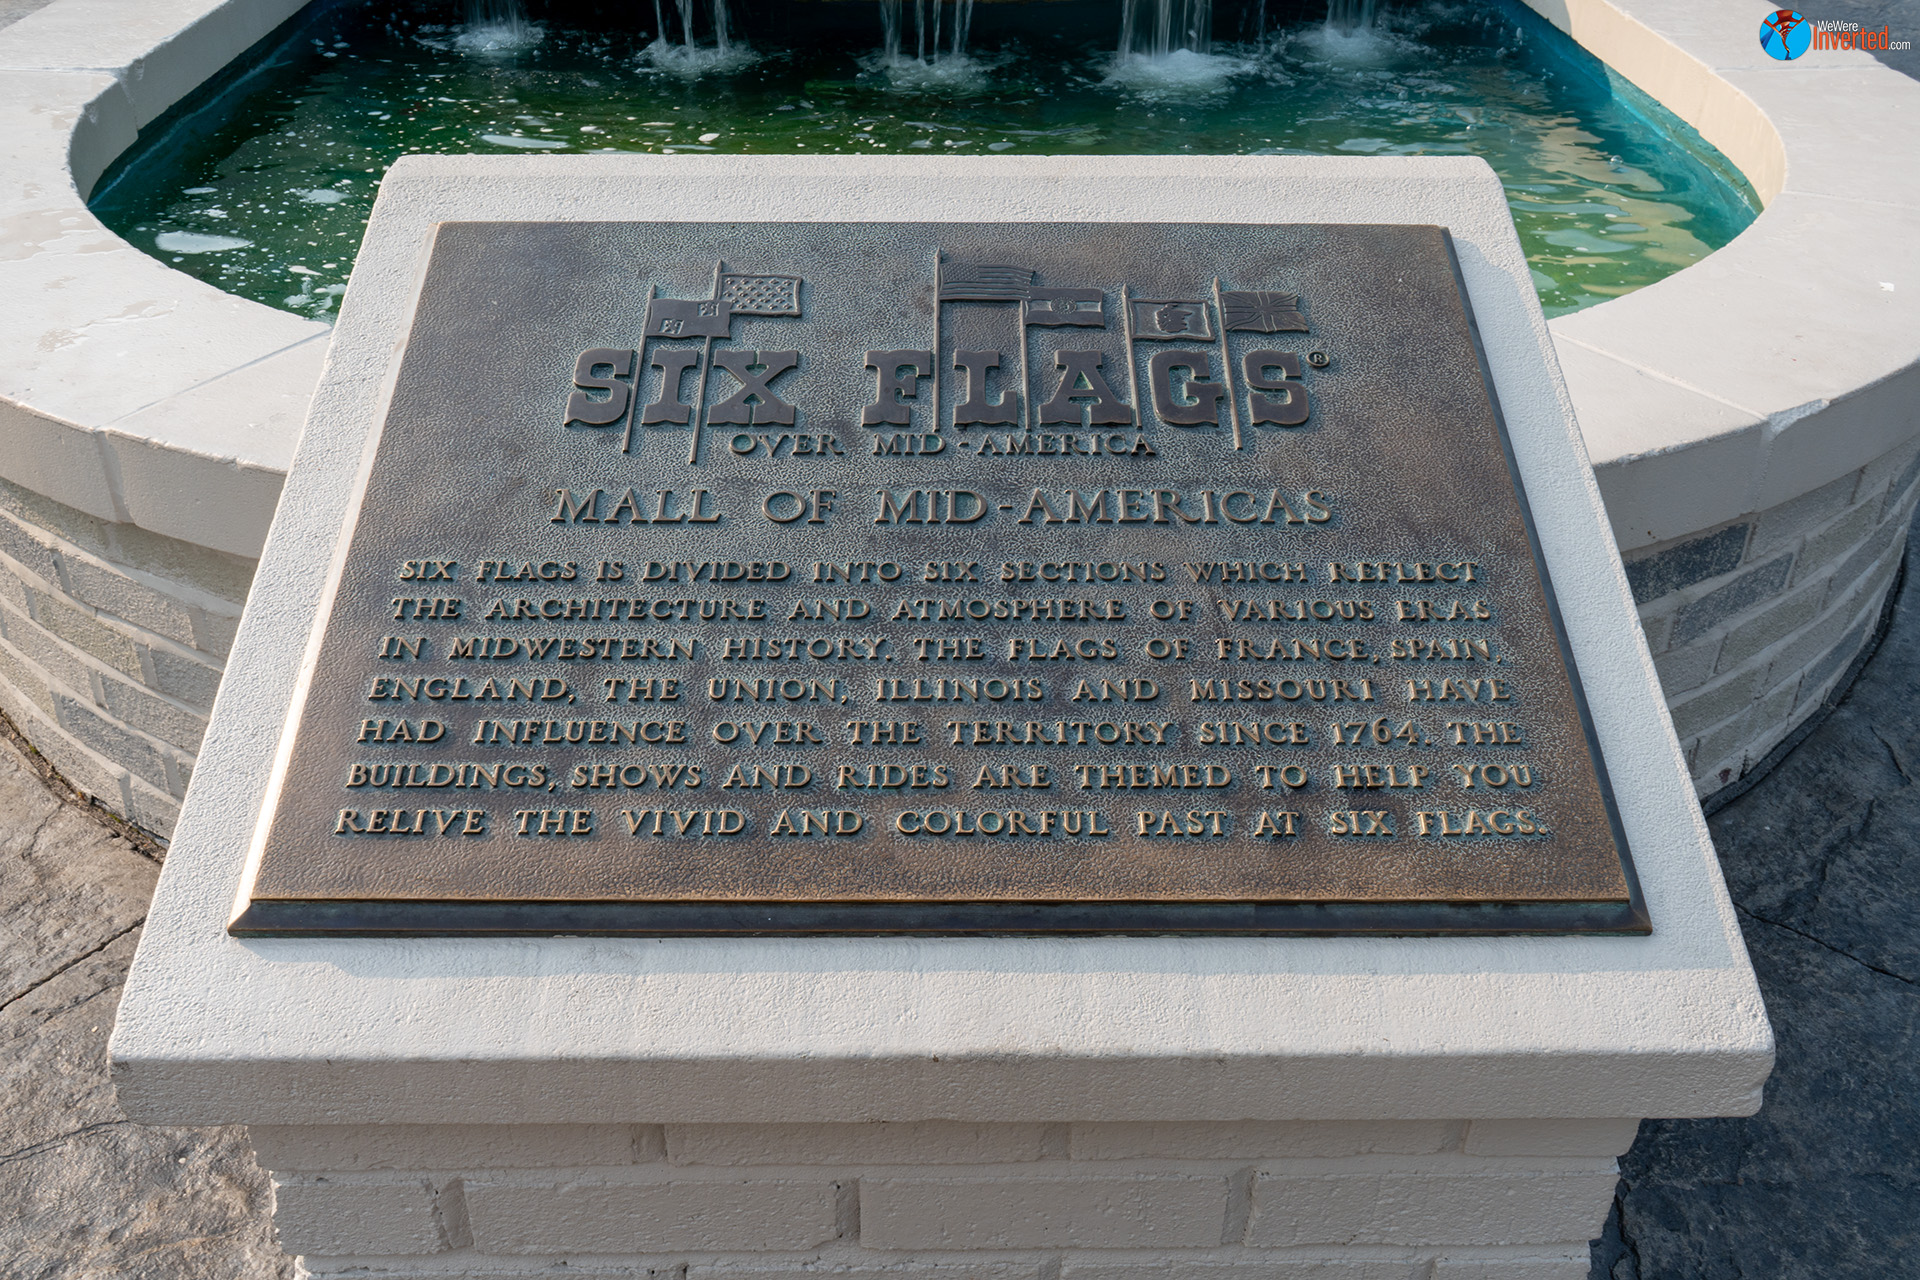 WeWere
Inverted.com
SIX FLAGS®
OVER MID-AMERICA
MALL OF MID-AMERICAS
SIX FLAGS IS DIVIDED INTO SIX SECTIONS WHICH REFLECT
THE ARCHITECTURE AND ATMOSPHERE OF VARIOUS ERAS
IN MIDWESTERN HISTORY. THE FLAGS OF FRANCE, SPAIN,
ENGLAND, THE UNION, ILLINOIS AND MISSOURI HAVE
HAD INFLUENCE OVER THE TERRITORY SINCE 1764. THE
BUILDINGS, SHOWS AND RIDES ARE THEMED TO HELP YOU
RELIVE THE VIVID AND COLORFUL PAST AT SIX FLAGS.